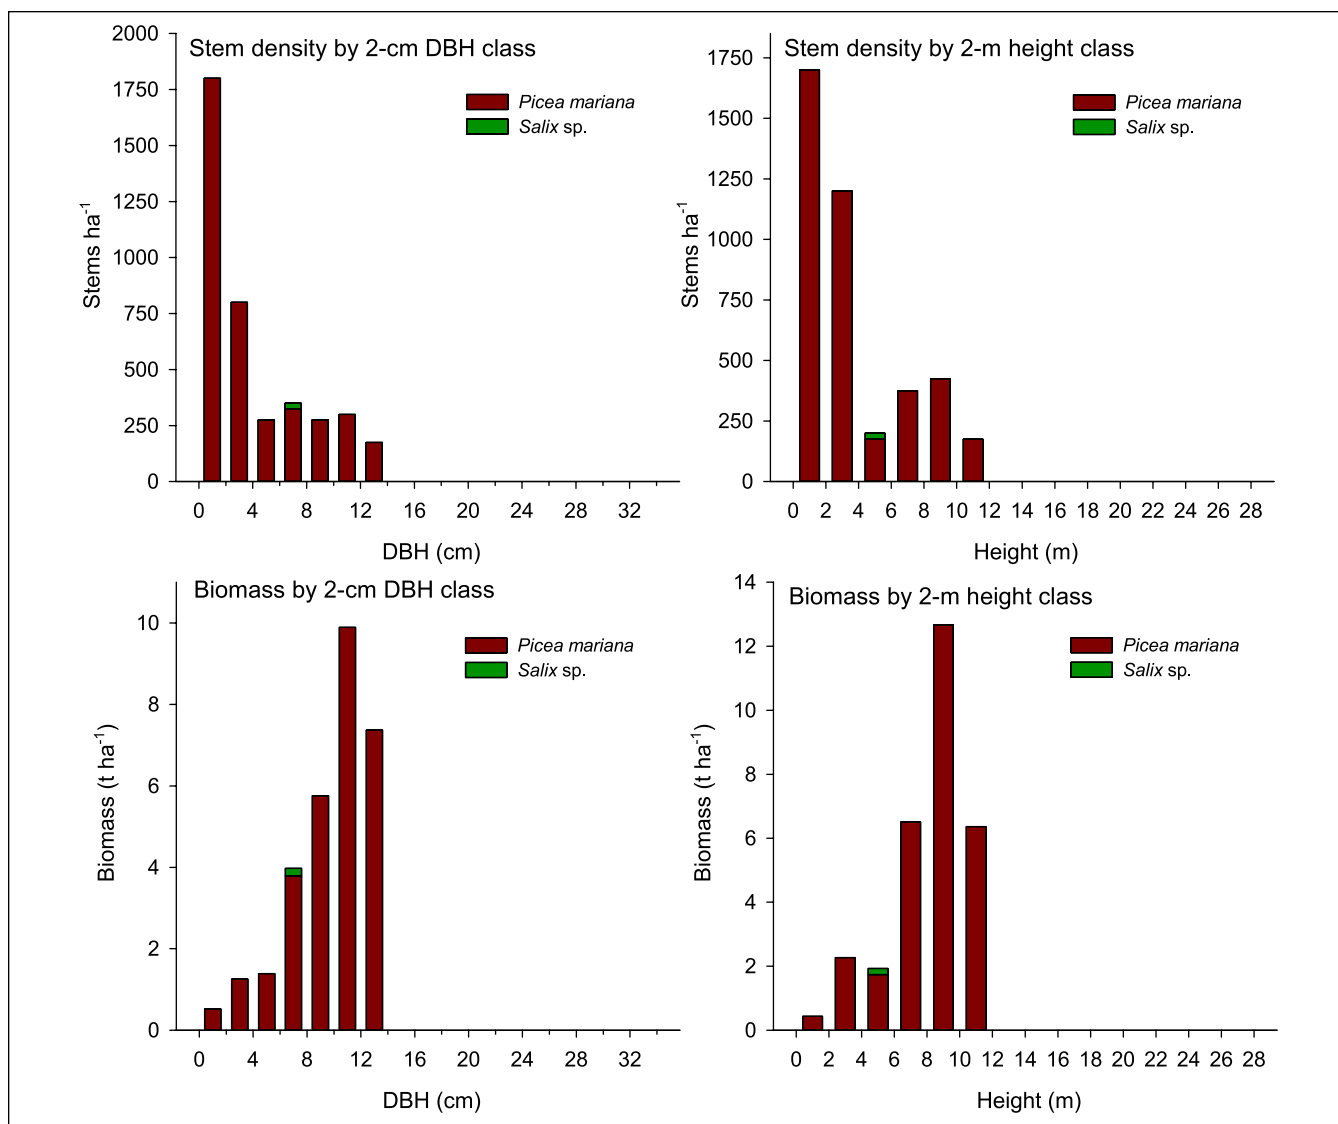 Stem density by 2-cm DBH class
Picea mariana
Salix sp.
Stems ha⁻¹
2000
1750
1500
1250
1000
750
500
250
0
0 4 8 12 16 20 24 28 32
DBH (cm)
Stem density by 2-m height class
Picea mariana
Salix sp.
Stems ha⁻¹
1750
1500
1250
1000
750
500
250
0
0 2 4 6 8 10 12 14 16 18 20 22 24 26 28
Height (m)
Biomass by 2-cm DBH class
Picea mariana
Salix sp.
Biomass (t ha⁻¹)
10
8
6
4
2
0
0 4 8 12 16 20 24 28 32
DBH (cm)
Biomass by 2-m height class
Picea mariana
Salix sp.
Biomass (t ha⁻¹)
14
12
10
8
6
4
2
0
0 2 4 6 8 10 12 14 16 18 20 22 24 26 28
Height (m)